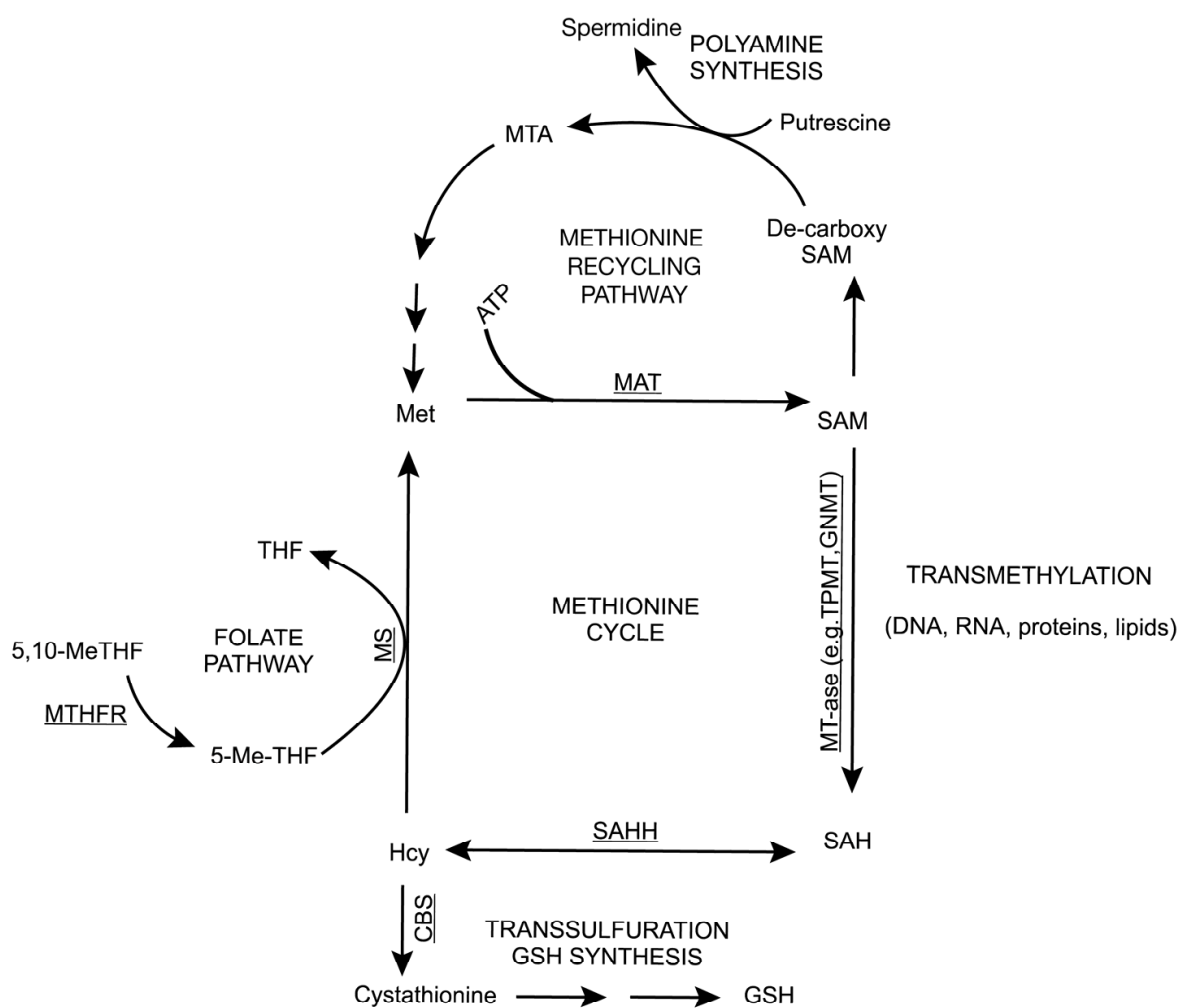 Spermidine
POLYAMINE
SYNTHESIS
Putrescine
MTA
De-carboxy
SAM
METHIONINE
RECYCLING
PATHWAY
ATP
MAT
Met
SAM
MT-ase (e.g.TPMT,GNMT)
THF
TRANSMETHYLATION
(DNA, RNA, proteins, lipids)
METHIONINE
CYCLE
MS
FOLATE
PATHWAY
5,10-MeTHF
MTHFR
5-Me-THF
SAHH
Hcy
SAH
CBS
TRANSSULFURATION
GSH SYNTHESIS
Cystathionine
GSH